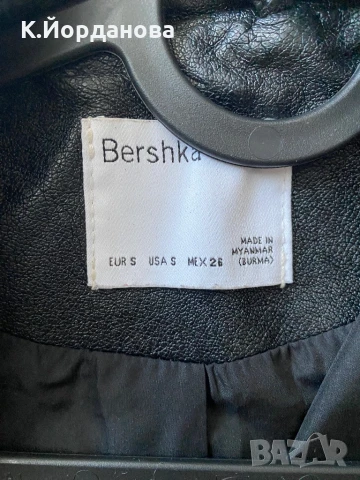 К.Йорданова
Bershka
MADE IN
MYANMAR
(BURMA)
EUR S USA S MEX 26
BAZAR